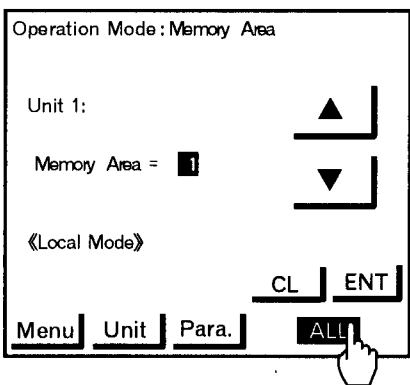 Operation Mode : Memory Area
Unit 1:
Memory Area = 1
《Local Mode》
CL ENT
Menu Unit Para. ALL